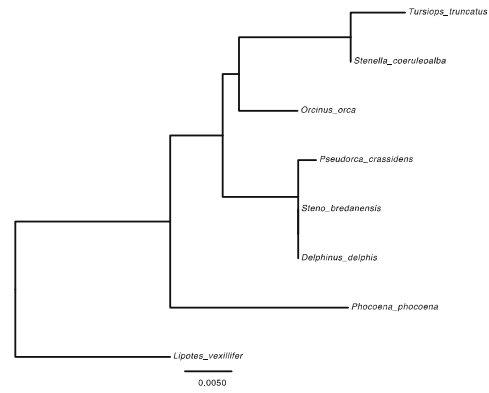 Tursiops_truncatus
Stenella_coeruleoalba
Orcinus_orca
Pseudorca_crassidens
Steno_bredanensis
Delphinus_delphis
Phocoena_phocoena
Lipotes_vexillifer
0.0050